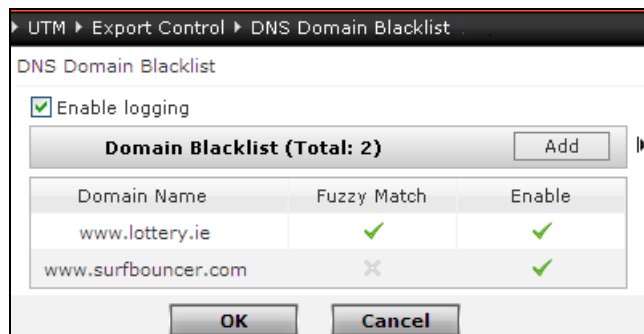 UTM ▸ Export Control ▸ DNS Domain Blacklist
DNS Domain Blacklist
Enable logging
Domain Blacklist (Total: 2) Add
Domain Name Fuzzy Match Enable
www.lottery.ie
www.surfbouncer.com
OK Cancel